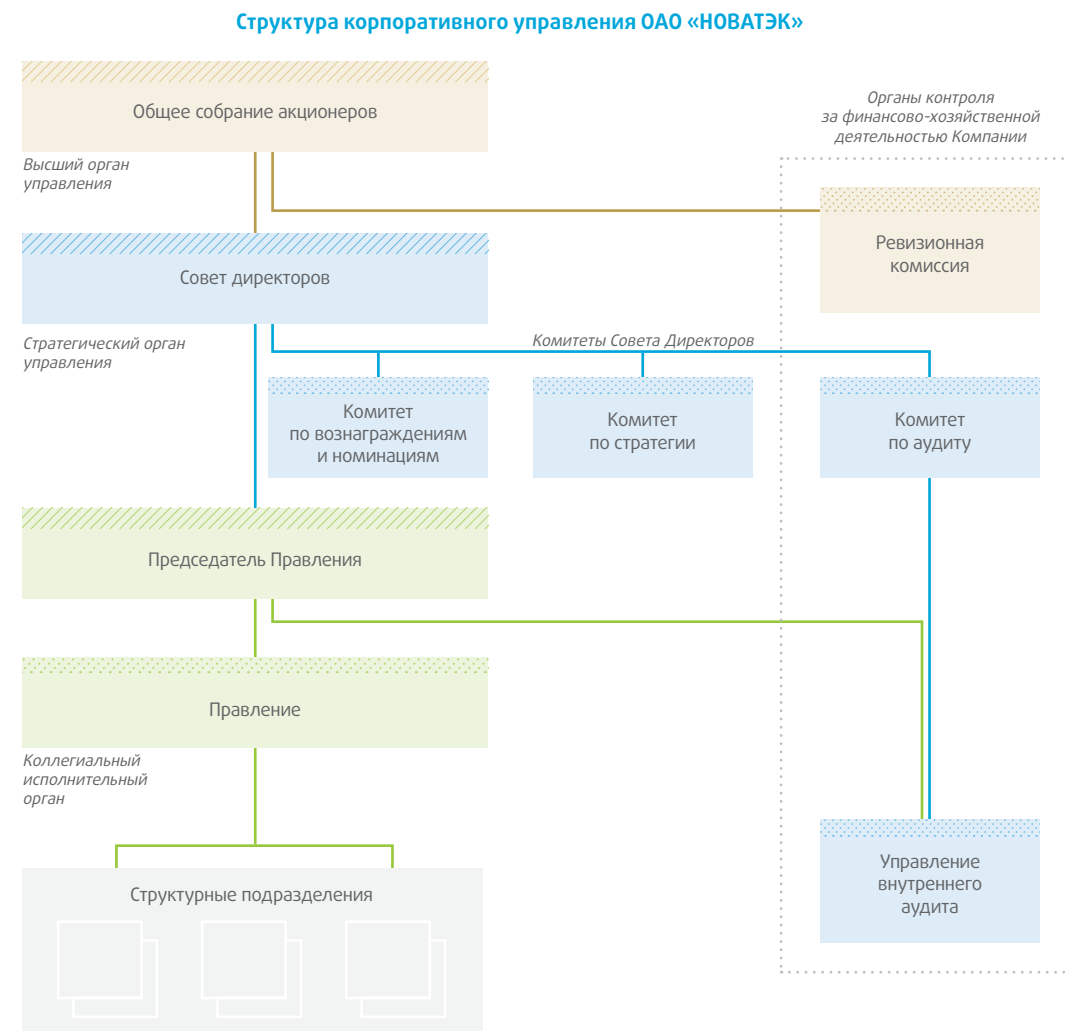 Структура корпоративного управления ОАО «НОВАТЭК»
Общее собрание акционеров
Высший орган
управления
Органы контроля
за финансово-хозяйственной
деятельностью Компании
Ревизионная
комиссия
Совет директоров
Стратегический орган
управления
Комитеты Совета Директоров
Комитет
по вознаграждениям
и номинациям
Комитет
по стратегии
Комитет
по аудиту
Председатель Правления
Правление
Коллегиальный
исполнительный
орган
Структурные подразделения
Управление
внутреннего
аудита